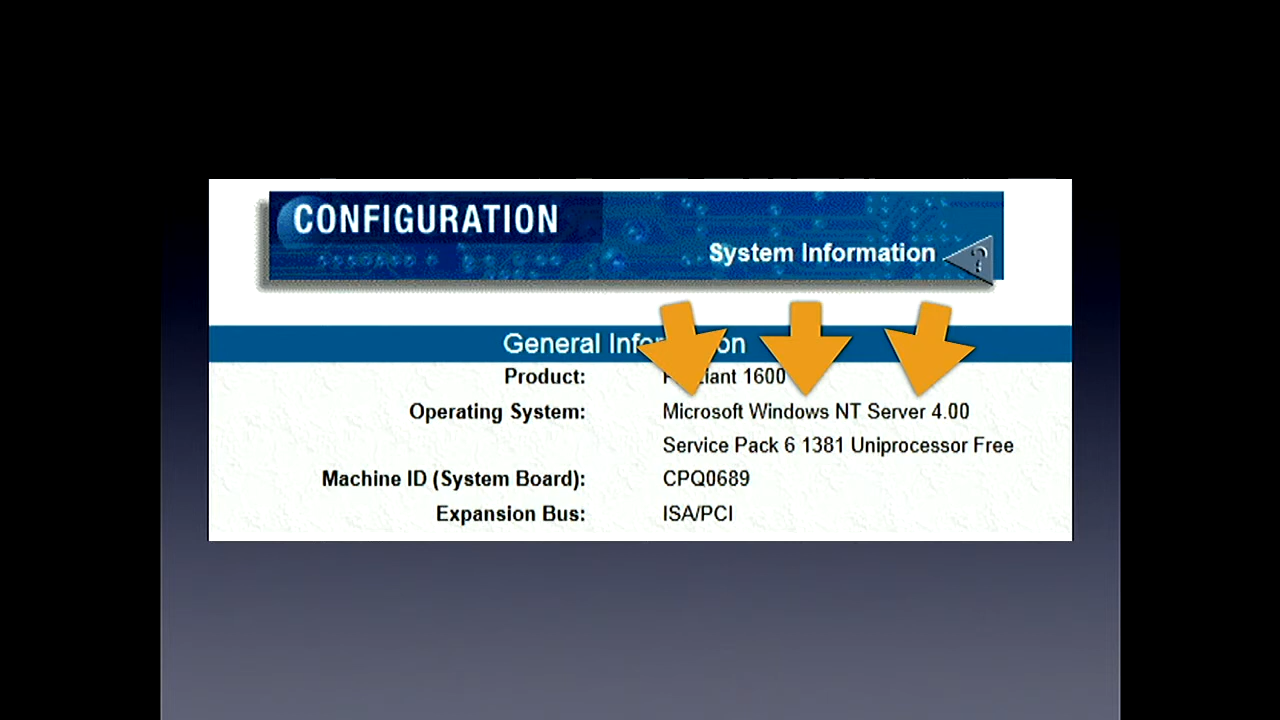 CONFIGURATION
System Information
?
General Information
Product: 1600
Operating System: Microsoft Windows NT Server 4.00
Service Pack 6 1381 Uniprocessor Free
Machine ID (System Board): CPQ0689
Expansion Bus: ISA/PCI